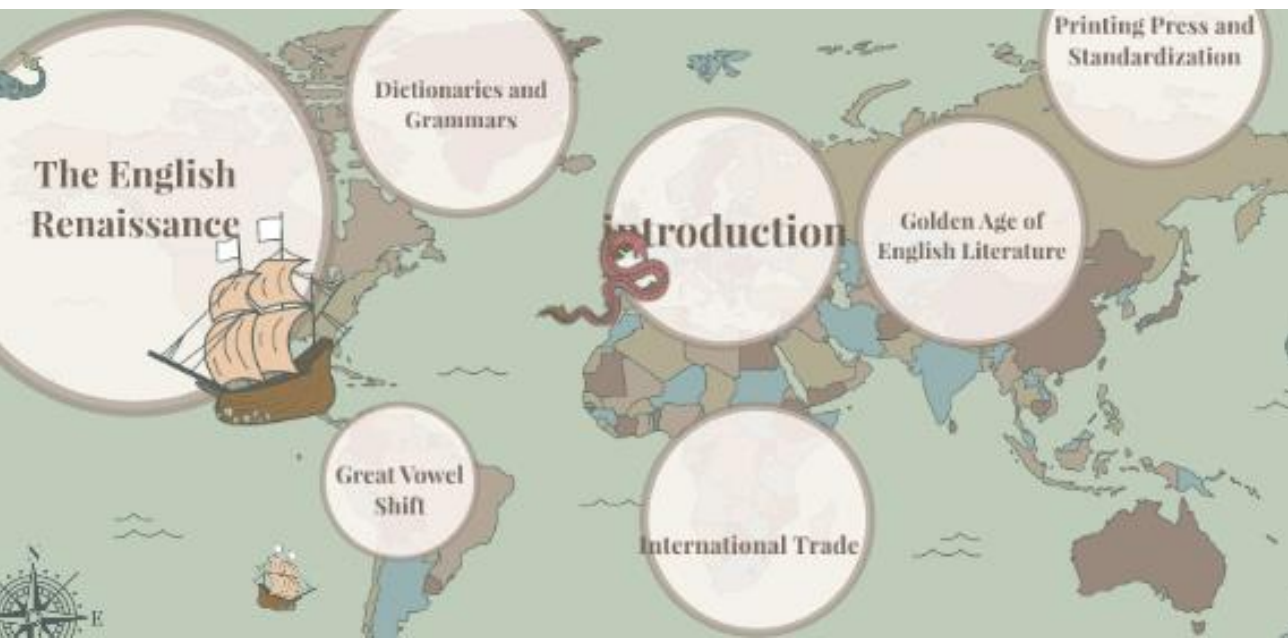 The English
Renaissance
Dictionaries and
Grammars
introduction
Golden Age of
English Literature
Printing Press and
Standardization
Great Vowel
Shift
International Trade
N
E